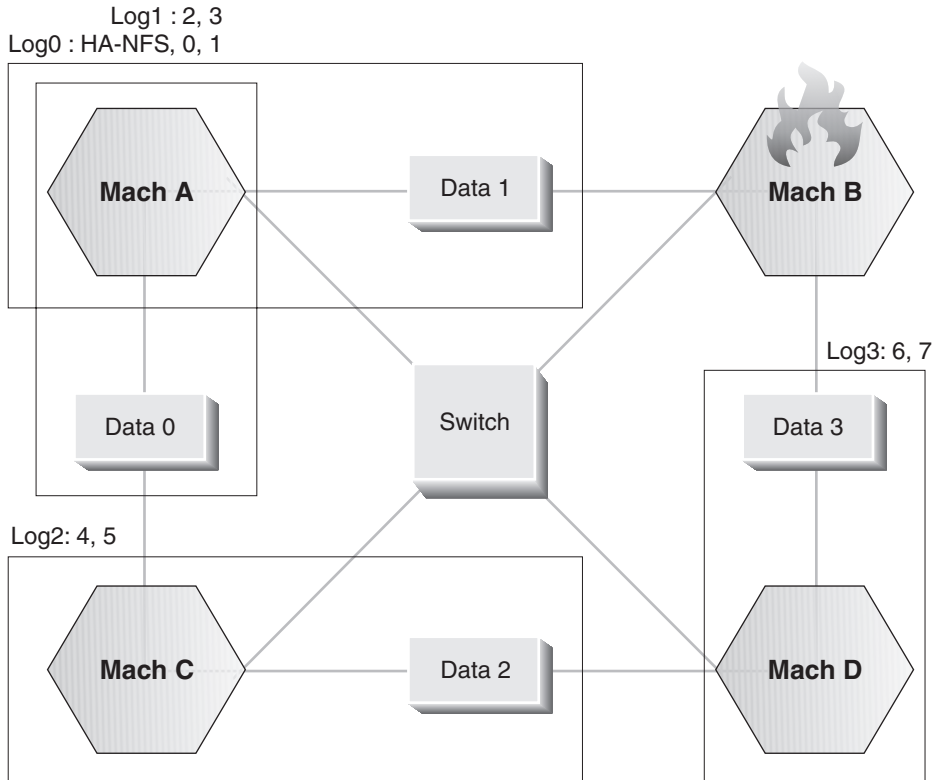 Log1 : 2, 3
Log0 : HA-NFS, 0, 1
Mach A
Data 1
Mach B
Log3: 6, 7
Data 0
Switch
Data 3
Log2: 4, 5
Mach C
Data 2
Mach D